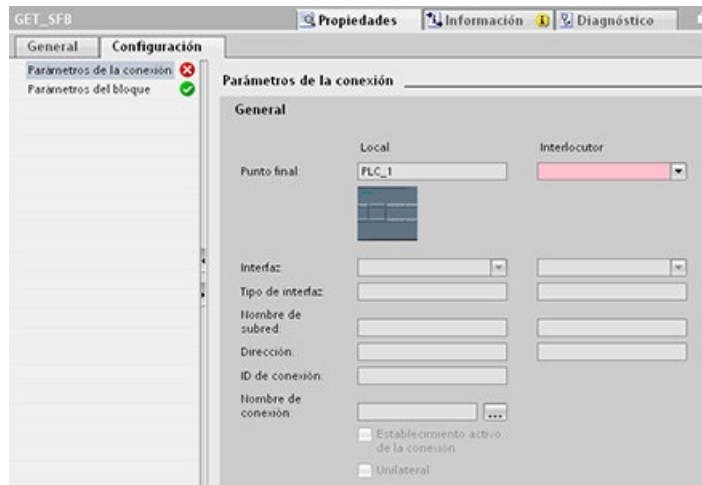 GET_SFB
Propiedades
Información
Diagnóstico
General
Configuración
Parámetros de la conexión
Parámetros del bloque
Parámetros de la conexión
General
Local
Interlocutor
Punto final:
PLC_1
Interfaz:
Tipo de interfaz:
Nombre de
subred:
Dirección:
ID de conexión:
Nombre de
conexión:
...
Establecimiento activo
de la conexión
Unilateral